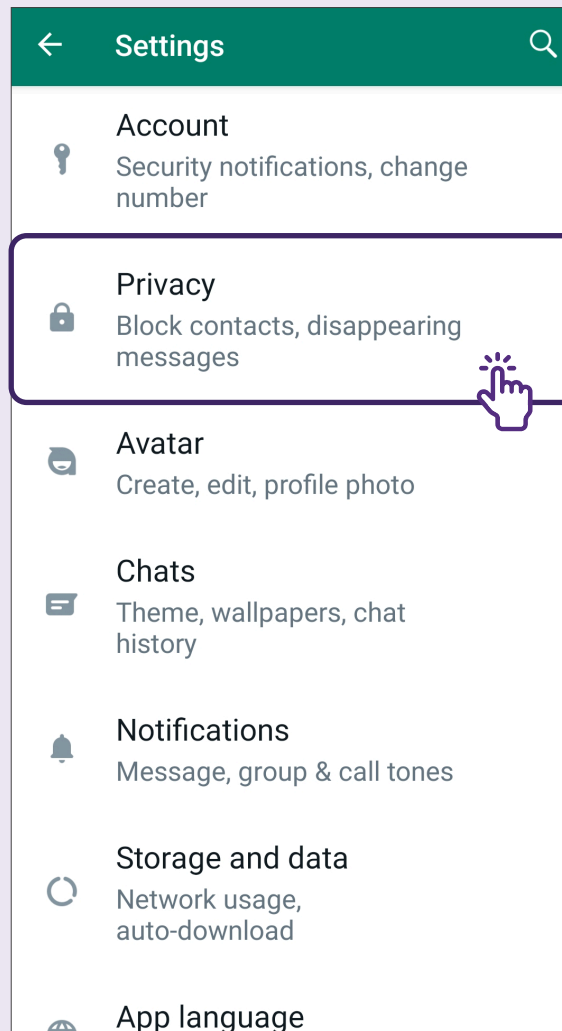 Settings
Account
Security notifications, change
number
Privacy
Block contacts, disappearing
messages
Avatar
Create, edit, profile photo
Chats
Theme, wallpapers, chat
history
Notifications
Message, group & call tones
Storage and data
Network usage,
auto-download
App language